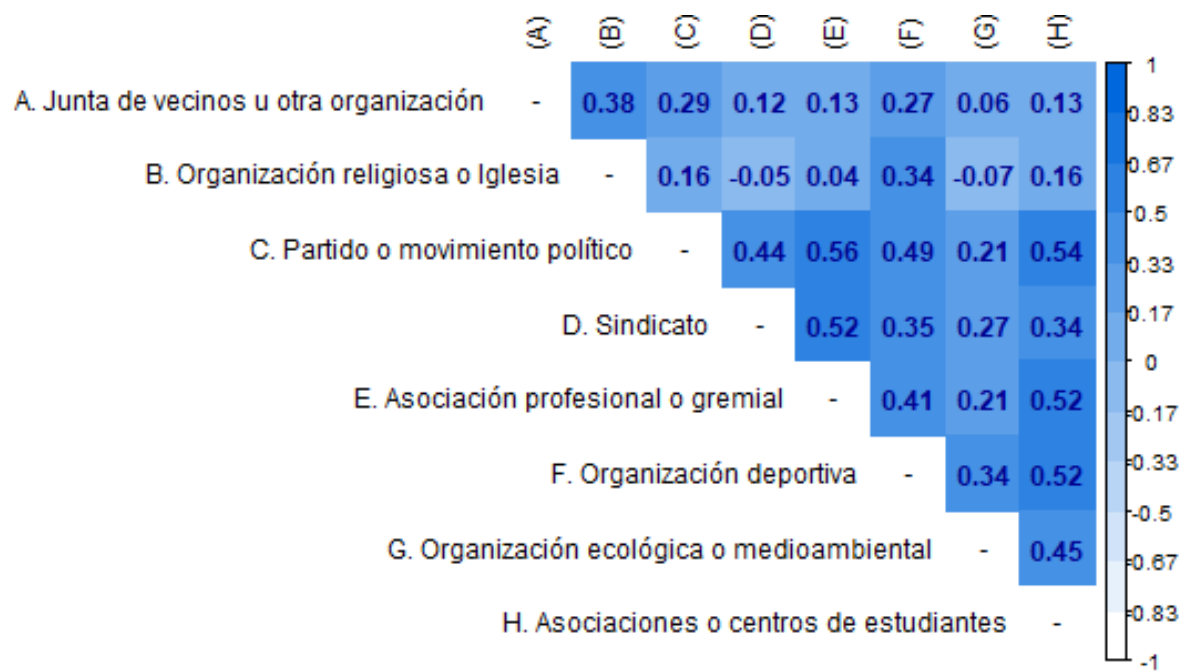 (A) (B) (C) (D) (E) (F) (G) (H)
A. Junta de vecinos u otra organización - 0.38 0.29 0.12 0.13 0.27 0.06 0.13
B. Organización religiosa o Iglesia - 0.16 -0.05 0.04 0.34 -0.07 0.16
C. Partido o movimiento político - 0.44 0.56 0.49 0.21 0.54
D. Sindicato - 0.52 0.35 0.27 0.34
E. Asociación profesional o gremial - 0.41 0.21 0.52
F. Organización deportiva - 0.34 0.52
G. Organización ecológica o medioambiental - 0.45
H. Asociaciones o centros de estudiantes -
1
0.83
0.67
0.5
0.33
0.17
0
-0.17
-0.33
-0.5
-0.67
-0.83
-1